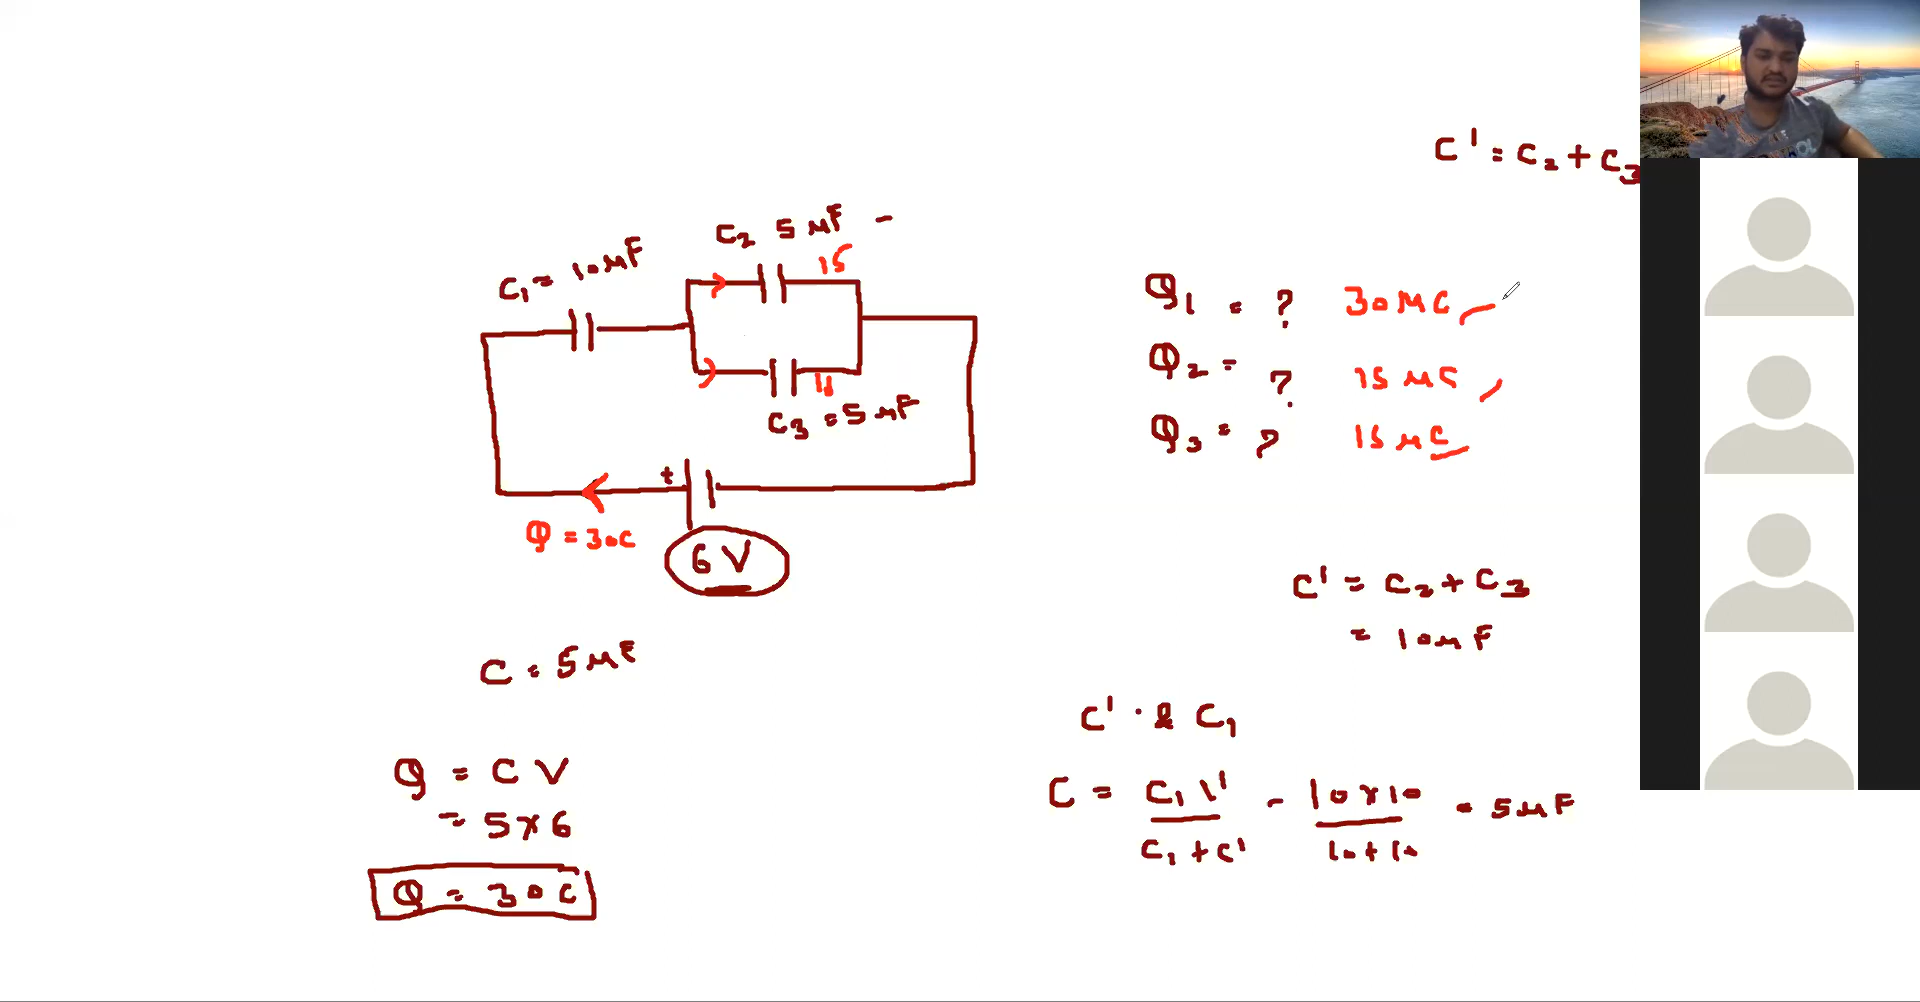 C' = C₂ + C₃
C₂ 5 μF -
C₁ = 10 μF
15
Q₁ = ? 30 μC
Q₂ = ? 15 μC
15
C₃ = 5 μF
Q₃ = ? 15 μC
+
Q = 30C
6 V
C' = C₂ + C₃
= 10 μF
C = 5 μF
C' & C₁
Q = C V
= 5 × 6
Q = 30 C
C = C₁ C' / C₁ + C' = 10 × 10 / 10 + 10 = 5 μF